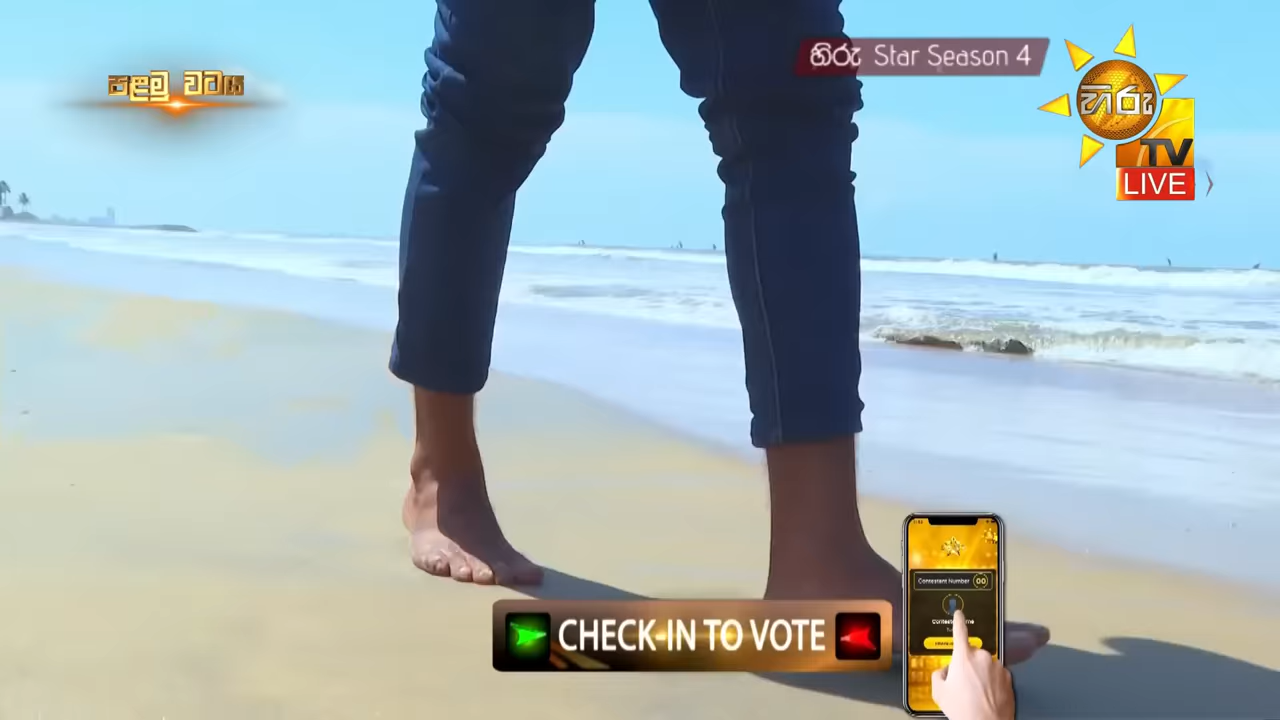 පළමු වටය
හිරු Star Season 4
හිරු
TV
LIVE
CHECK-IN TO VOTE
Contestant Number 00